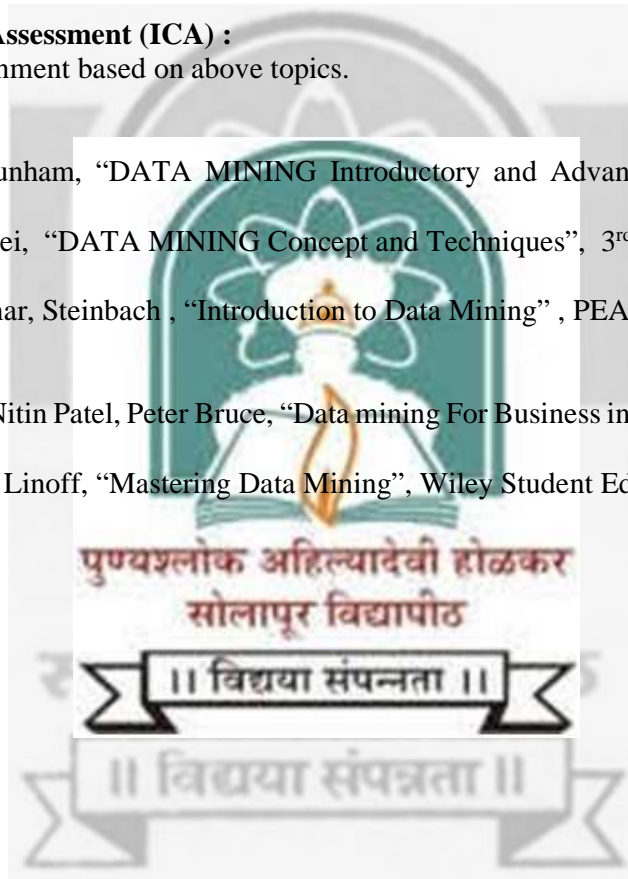 Assessment (ICA) :
nment based on above topics.
unham, “DATA MINING Introductory and Advan
ei, “DATA MINING Concept and Techniques”, 3rd
nar, Steinbach , “Introduction to Data Mining” , PEA
Nitin Patel, Peter Bruce, “Data mining For Business in
Linoff, “Mastering Data Mining”, Wiley Student Ed
पुण्यश्लोक अहिल्यादेवी होळकर
सोलापूर विद्यापीठ
।। विद्यया संपन्नता ।।
।। विद्यया संपन्नता ।।